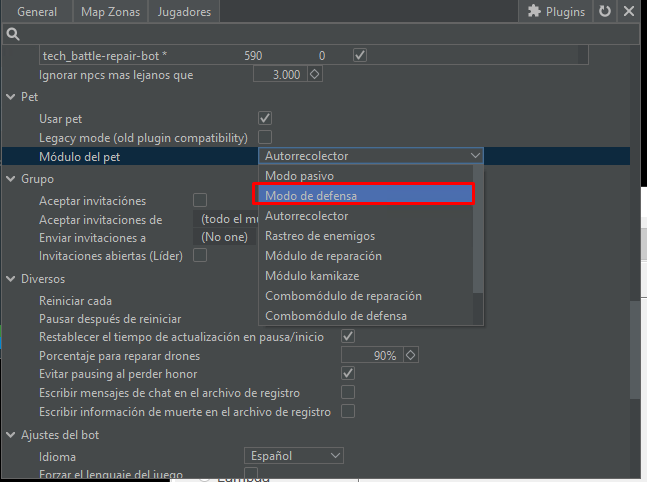 General Map Zonas Jugadores Plugins
tech_battle-repair-bot * 590 0
Ignorar npcs mas lejanos que 3.000
Pet
Usar pet
Legacy mode (old plugin compatibility)
Módulo del pet Autorrecolector
Modo pasivo
Modo de defensa
Autorrecolector
Rastreo de enemigos
Módulo de reparación
Módulo kamikaze
Combomódulo de reparación
Combomódulo de defensa
Grupo
Aceptar invitaciónes
Aceptar invitaciones de (todo el mu
Enviar invitaciones a (No one)
Invitaciones abiertas (Líder)
Diversos
Reiniciar cada
Pausar después de reiniciar
Restablecer el tiempo de actualización en pausa/inicio
Porcentaje para reparar drones 90%
Evitar pausing al perder honor
Escribir mensajes de chat en el archivo de registro
Escribir información de muerte en el archivo de registro
Ajustes del bot
Idioma Español
Forzar el lenguaje del juego